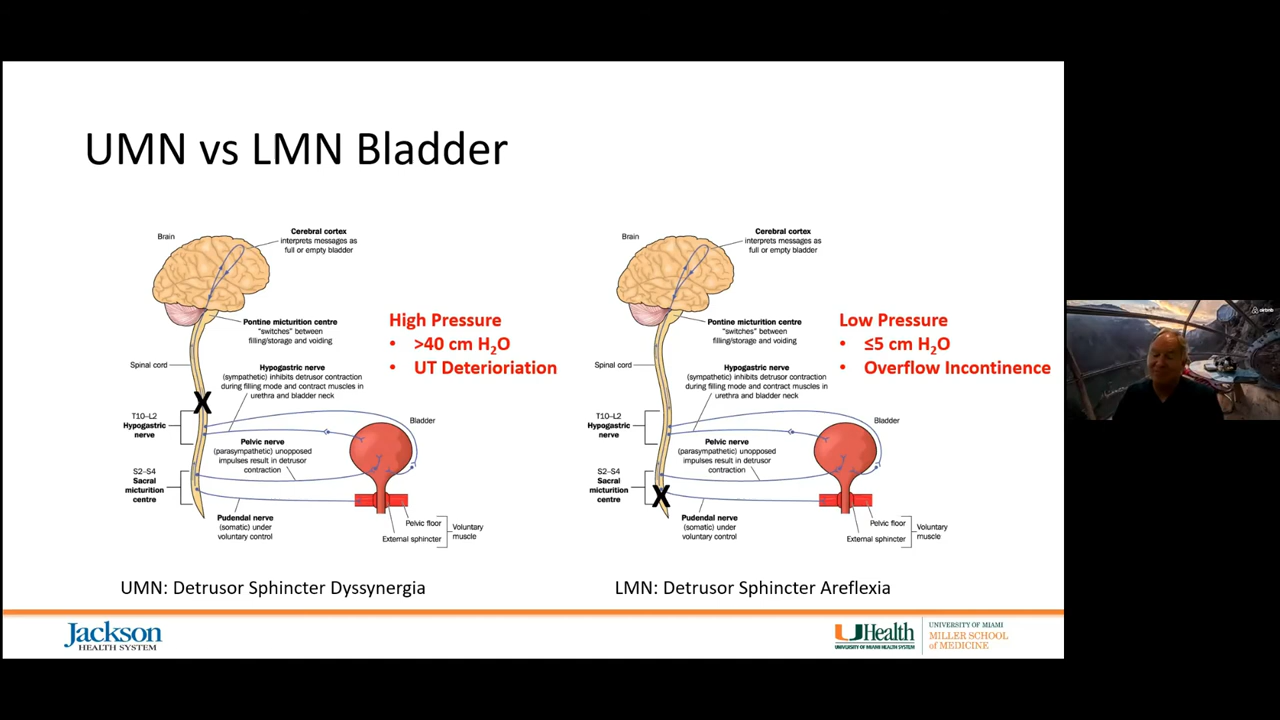 UMN vs LMN Bladder
Brain
Cerebral cortex
interprets messages as
full or empty bladder
Pontine micturition centre
"switches" between
filling/storage and voiding
Spinal cord
Hypogastric nerve
(sympathetic) inhibits detrusor contraction
during filling mode and contract muscles in
urethra and bladder neck
X
T10–L2
Hypogastric
nerve
Bladder
Pelvic nerve
(parasympathetic) unopposed
impulses result in detrusor
contraction
S2–S4
Sacral
micturition
centre
Pudendal nerve
(somatic) under
voluntary control
Pelvic floor
External sphincter
Voluntary
muscle
High Pressure
• >40 cm H₂O
• UT Deterioriation
UMN: Detrusor Sphincter Dyssynergia
Brain
Cerebral cortex
interprets messages as
full or empty bladder
Pontine micturition centre
"switches" between
filling/storage and voiding
Spinal cord
Hypogastric nerve
(sympathetic) inhibits detrusor contraction
during filling mode and contract muscles in
urethra and bladder neck
T10–L2
Hypogastric
nerve
Bladder
Pelvic nerve
(parasympathetic) unopposed
impulses result in detrusor
contraction
S2–S4
Sacral
micturition
centre
X
Pudendal nerve
(somatic) under
voluntary control
Pelvic floor
External sphincter
Voluntary
muscle
Low Pressure
• ≤5 cm H₂O
• Overflow Incontinence
LMN: Detrusor Sphincter Areflexia
Jackson
HEALTH SYSTEM
UHealth
UNIVERSITY OF MIAMI HEALTH SYSTEM
UNIVERSITY OF MIAMI
MILLER SCHOOL
of MEDICINE
airbnb